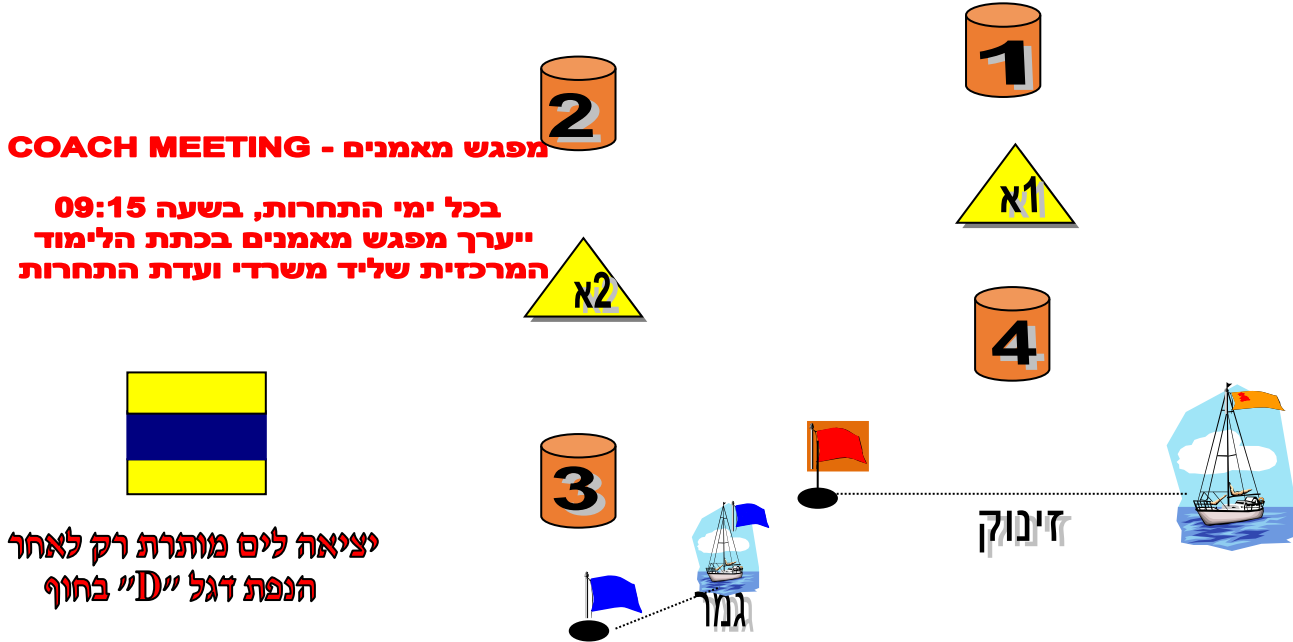 1
2
מפגש מאמנים - COACH MEETING
1א
בכל ימי התחרות, בשעה 09:15
ייערך מפגש מאמנים בכתת הלימוד
המרכזית שליד משרדי ועדת התחרות
2א
4
3
זינוק
יציאה לים מותרת רק לאחר
הנפת דגל "D" בחוף
גמר